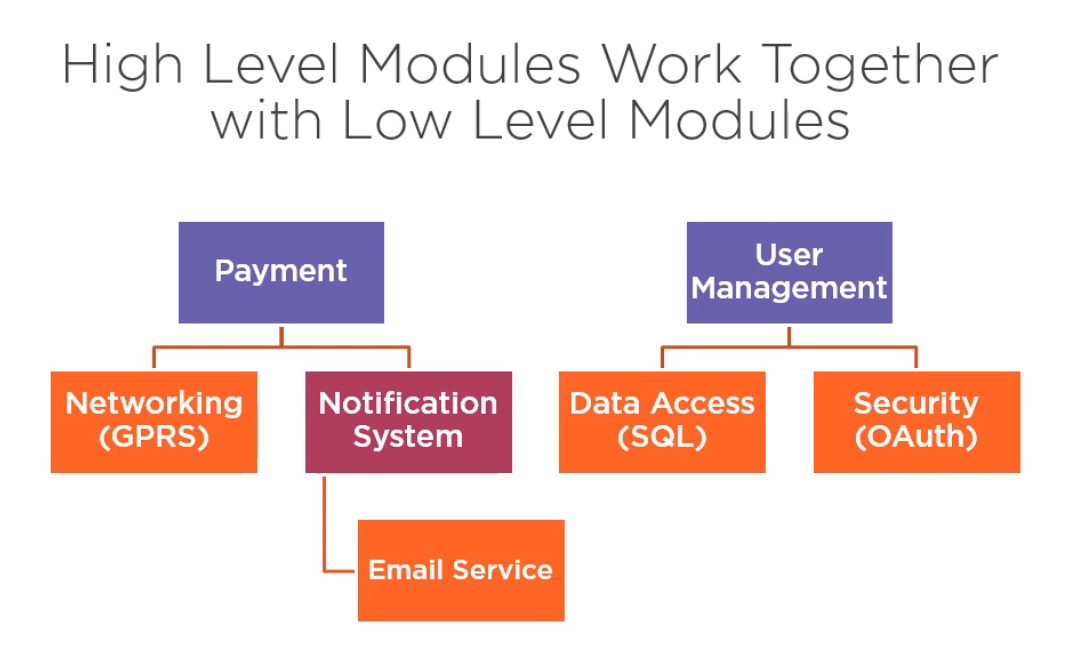 High Level Modules Work Together
with Low Level Modules
Payment
User
Management
Networking
(GPRS)
Notification
System
Data Access
(SQL)
Security
(OAuth)
Email Service